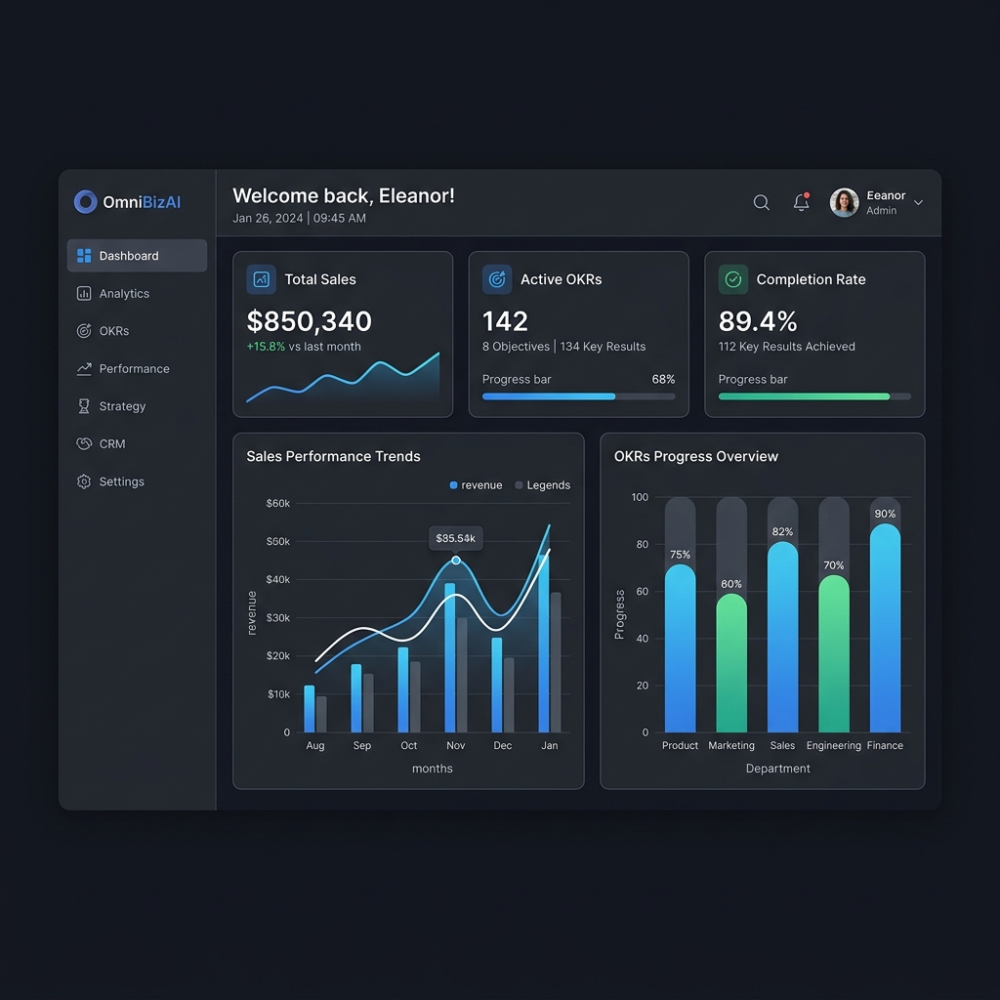 OmniBizAI
Dashboard
Analytics
OKRs
Performance
Strategy
CRM
Settings
Welcome back, Eleanor!
Jan 26, 2024 | 09:45 AM
Eeanor
Admin
Total Sales
$850,340
+15.8% vs last month
Active OKRs
142
8 Objectives | 134 Key Results
Progress bar 68%
Completion Rate
89.4%
112 Key Results Achieved
Progress bar
Sales Performance Trends
revenue Legends
$60k
$50k
$40k
$30k
$20k
$10k
0
revenue
$35.54k
Aug Sep Oct Nov Dec Jan
months
OKRs Progress Overview
100
80
60
40
20
0
Progress
75% 60% 82% 70% 90%
Product Marketing Sales Engineering Finance
Department